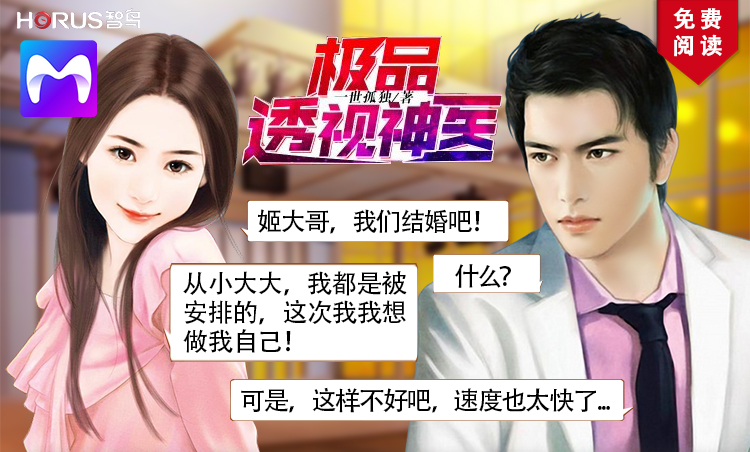 HORUS智鸟
免费
阅读
极品
一世孤独/著
透视神医
姬大哥，我们结婚吧！
什么？
从小大大，我都是被
安排的，这次我我想
做我自己！
可是，这样不好吧，速度也太快了...